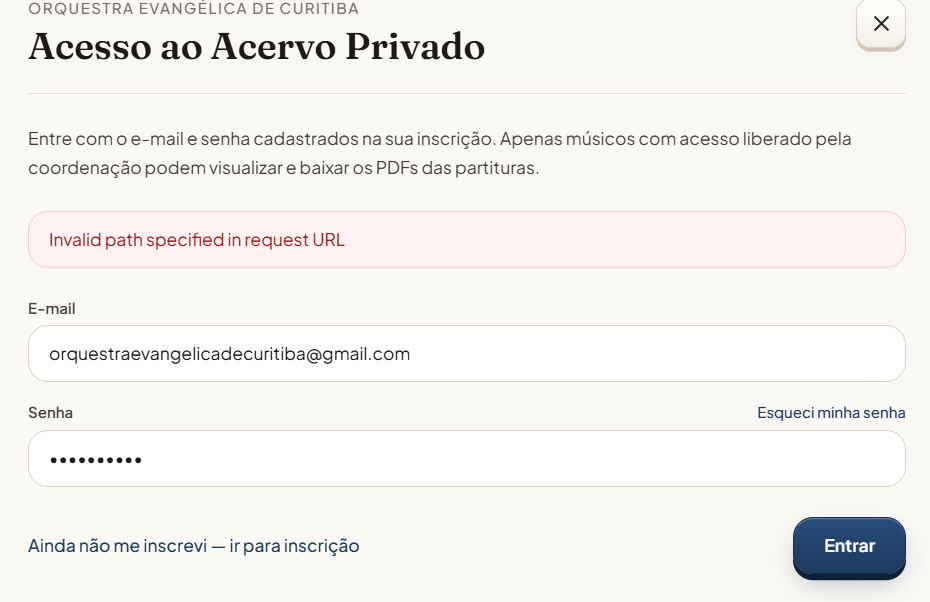 ORQUESTRA EVANGÉLICA DE CURITIBA
Acesso ao Acervo Privado
Entre com o e-mail e senha cadastrados na sua inscrição. Apenas músicos com acesso liberado pela
coordenação podem visualizar e baixar os PDFs das partituras.
Invalid path specified in request URL
E-mail
orquestraevangelicadecuritiba@gmail.com
Senha
Esqueci minha senha
••••••••••
Ainda não me inscrevi — ir para inscrição
Entrar